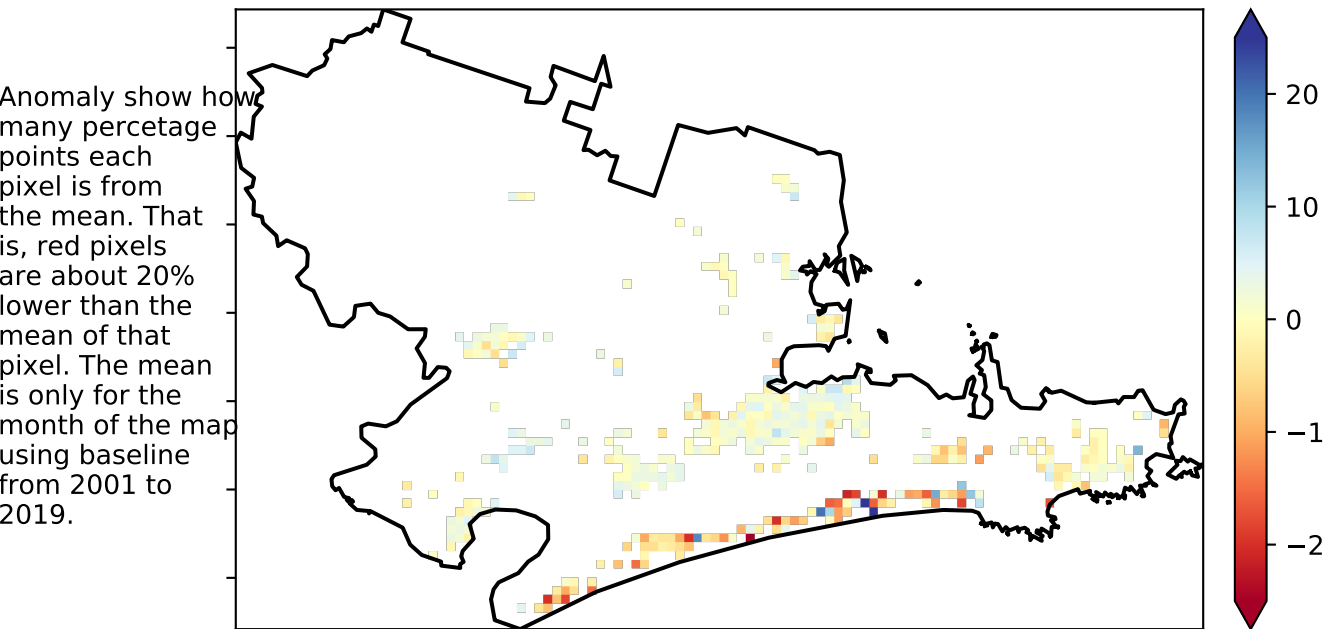 Anomaly show how
many percetage
points each
pixel is from
the mean. That
is, red pixels
are about 20%
lower than the
mean of that
pixel. The mean
is only for the
month of the map
using baseline
from 2001 to
2019.
20
10
0
−1
−2